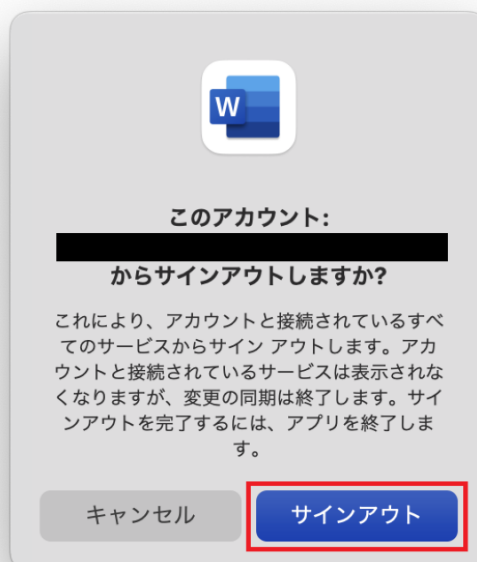 W
このアカウント:
からサインアウトしますか?
これにより、アカウントと接続されているすべ
てのサービスからサイン アウトします。アカ
ウントと接続されているサービスは表示されな
くなりますが、変更の同期は終了します。サイ
ンアウトを完了するには、アプリを終了しま
す。
キャンセル
サインアウト